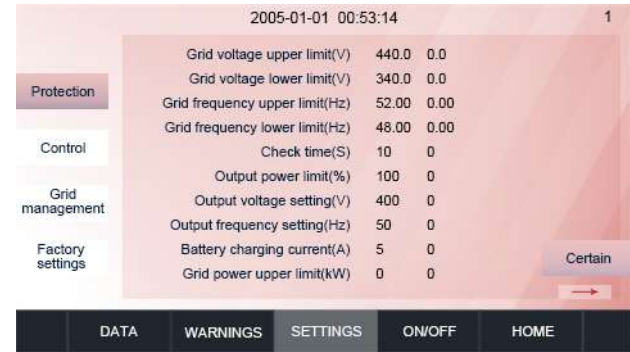 2005-01-01 00:53:14 1
Protection
Control
Grid
management
Factory
settings
Grid voltage upper limit(V) 440.0 0.0
Grid voltage lower limit(V) 340.0 0.0
Grid frequency upper limit(Hz) 52.00 0.00
Grid frequency lower limit(Hz) 48.00 0.00
Check time(S) 10 0
Output power limit(%) 100 0
Output voltage setting(V) 400 0
Output frequency setting(Hz) 50 0
Battery charging current(A) 5 0
Grid power upper limit(kW) 0 0
Certain
→
DATA WARNINGS SETTINGS ON/OFF HOME